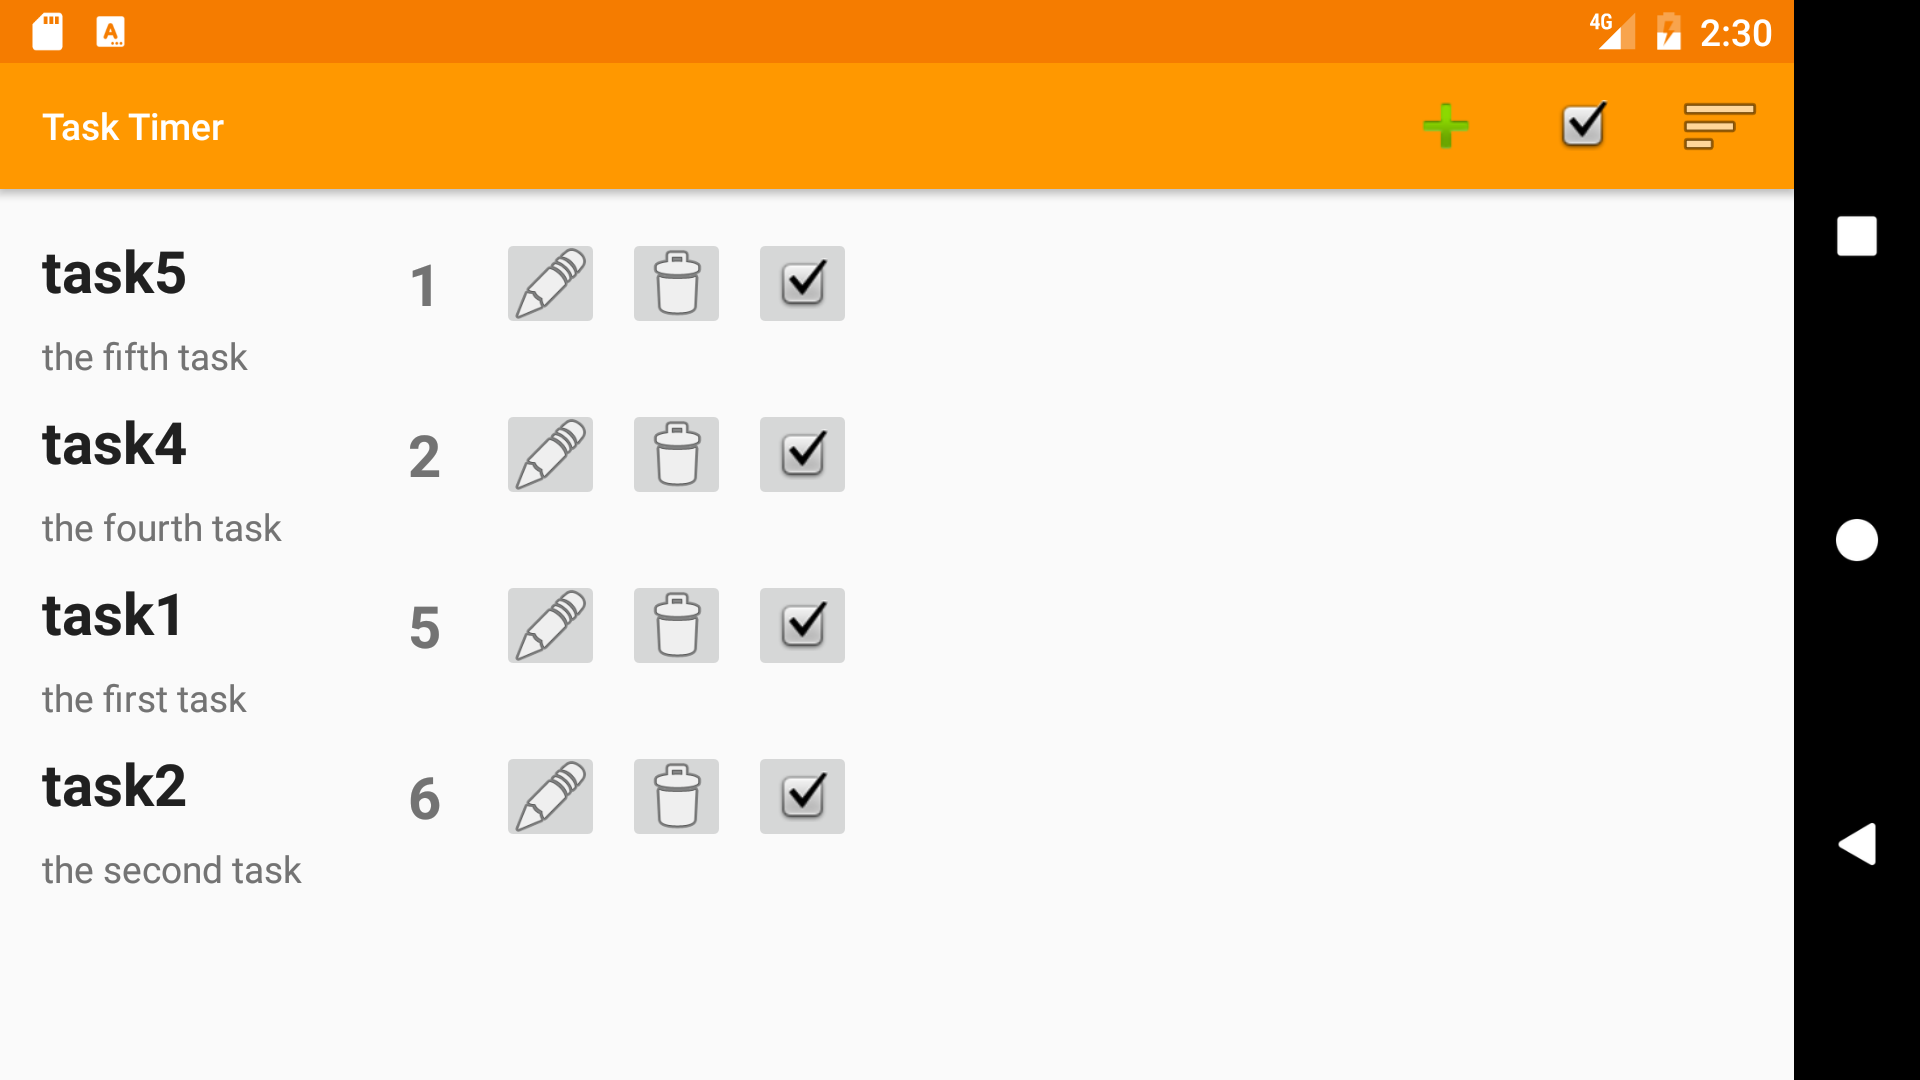 A
4G
2:30
Task Timer
task5
1
the fifth task
task4
2
the fourth task
task1
5
the first task
task2
6
the second task